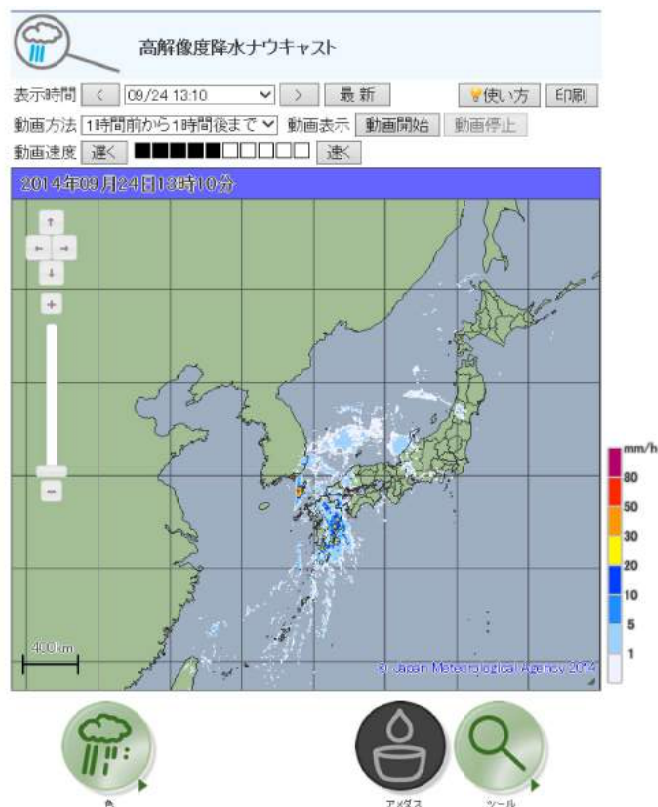 高解像度降水ナウキャスト
表示時間 < 09/24 13:10 > 最新 使い方 印刷
動画方法 1時間前から1時間後まで 動画表示 動画開始 動画停止
動画速度 遅く 速く
2014年09月24日13時10分
↑
← →
↓
+
−
mm/h
80
50
30
20
10
5
1
400km
© Japan Meteorological Agency 2014
色 アメダス ツール